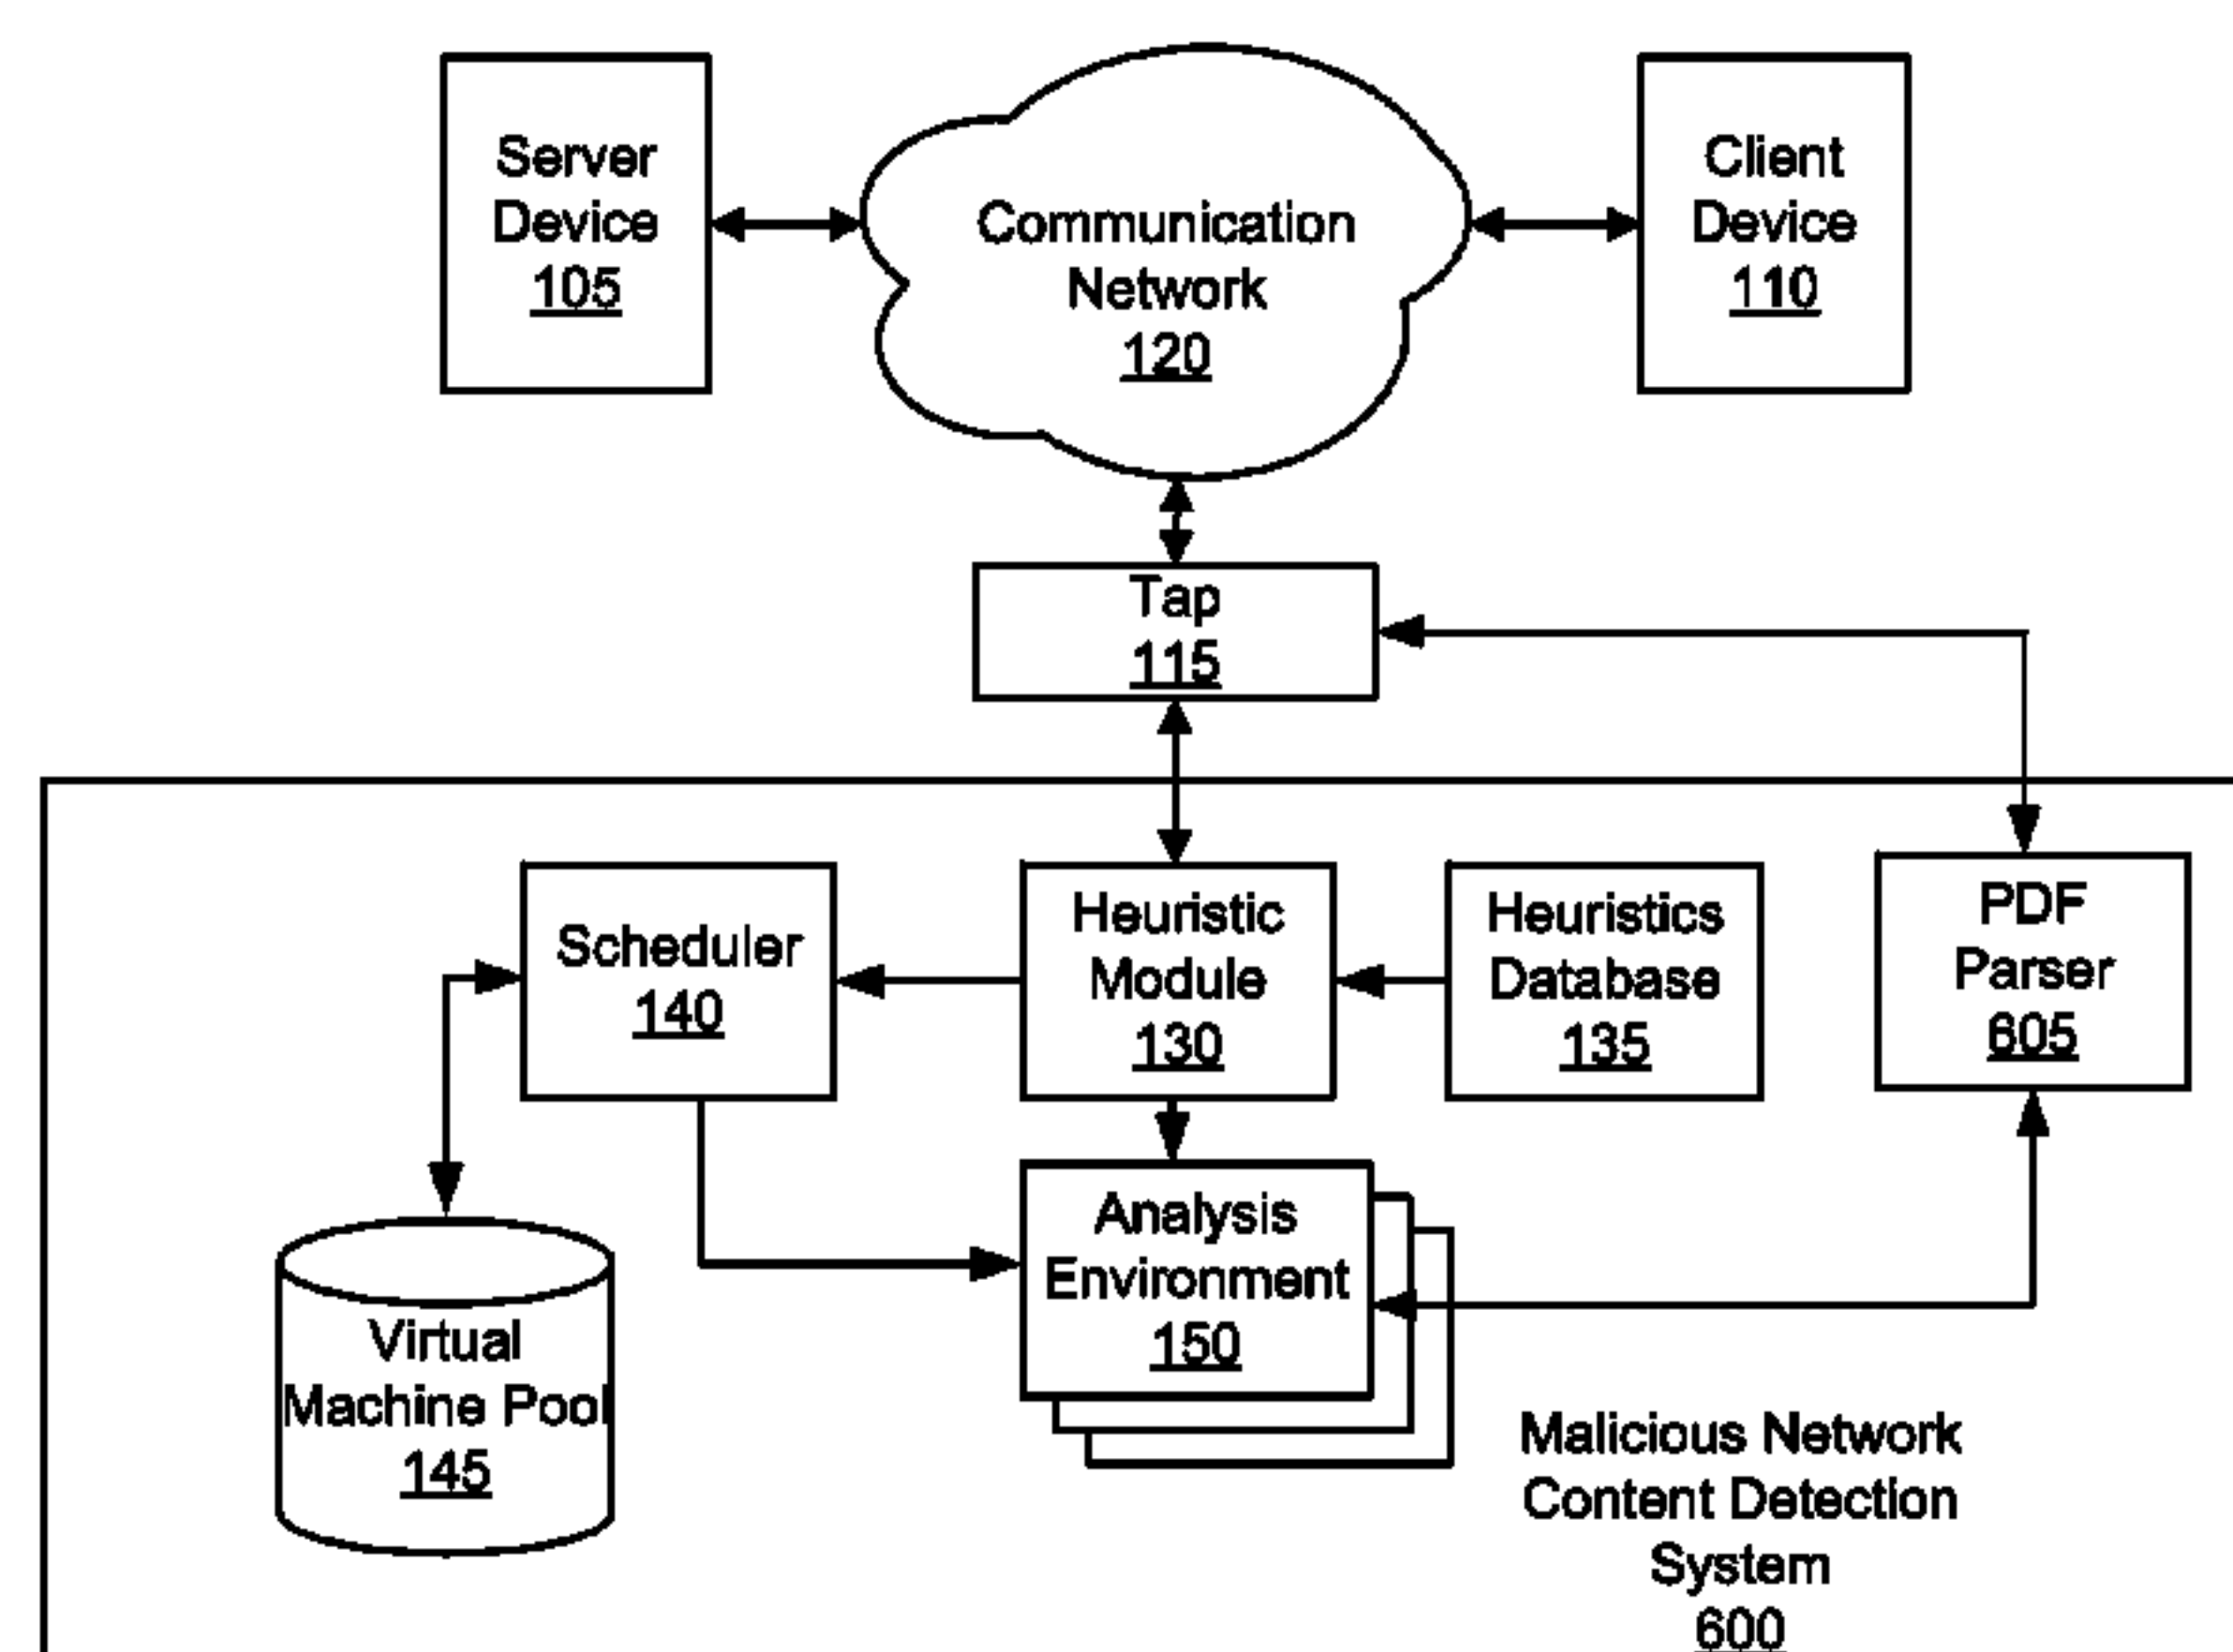 Server
Device
105
Communication
Network
120
Client
Device
110
Tap
115
Scheduler
140
Heuristic
Module
130
Heuristics
Database
135
PDF
Parser
605
Virtual
Machine Pool
145
Analysis
Environment
150
Malicious Network
Content Detection
System
600